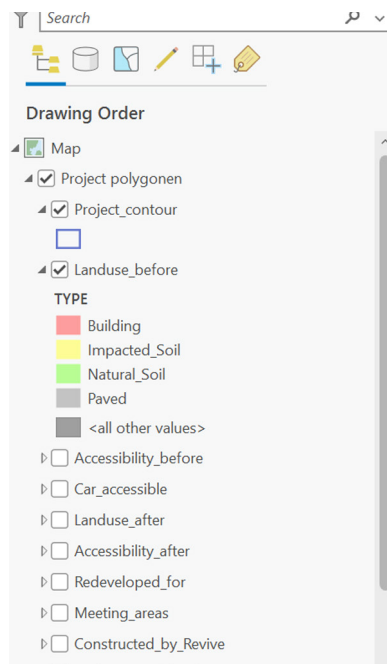 Search
Drawing Order
Map
Project polygonen
Project_contour
Landuse_before
TYPE
Building
Impacted_Soil
Natural_Soil
Paved
<all other values>
Accessibility_before
Car_accessible
Landuse_after
Accessibility_after
Redeveloped_for
Meeting_areas
Constructed_by_Revive